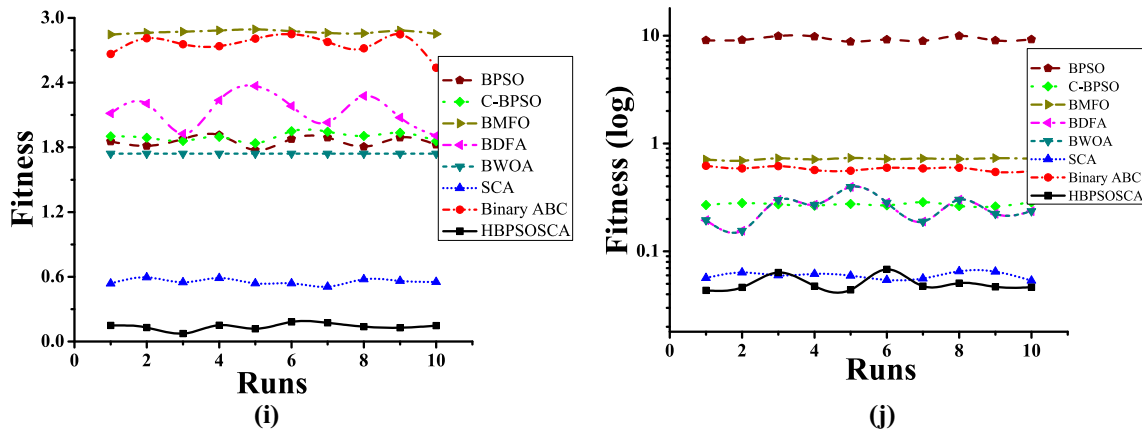 3.0
2.4
1.8
1.2
0.6
0.0
Fitness
0 2 4 6 8 10
Runs
BPSO
C-BPSO
BMFO
BDFA
BWOA
SCA
Binary ABC
HBPSOSCA
(i)
10
1
0.1
Fitness (log)
0 2 4 6 8 10
Runs
BPSO
C-BPSO
BMFO
BDFA
BWOA
SCA
Binary ABC
HBPSOSCA
(j)